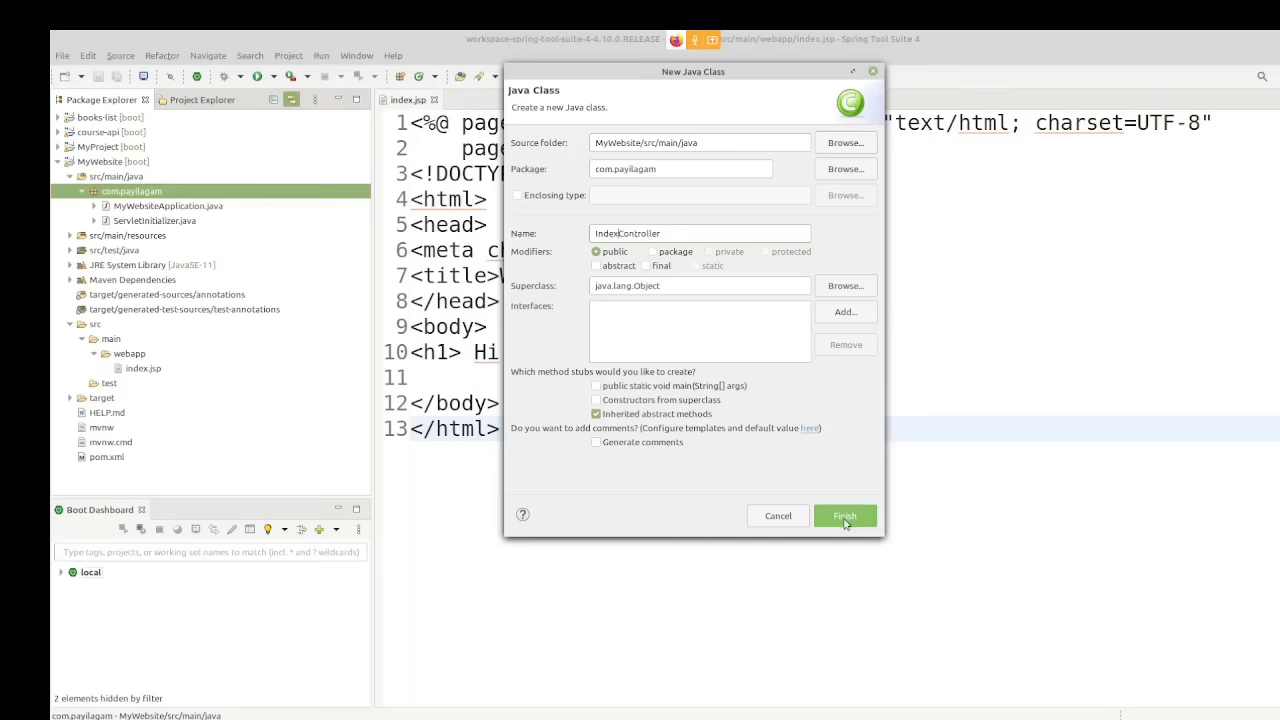 workspace-spring-tool-suite-4-4.10.0.RELEASE - src/main/webapp/index.jsp - Spring Tool Suite 4
File Edit Source Refactor Navigate Search Project Run Window Help
Package Explorer Project Explorer
index.jsp
books-list [boot]
course-api [boot]
MyProject [boot]
MyWebsite [boot]
src/main/java
com.payilagam
MyWebsiteApplication.java
ServletInitializer.java
src/main/resources
src/test/java
JRE System Library [JavaSE-11]
Maven Dependencies
target/generated-sources/annotations
target/generated-test-sources/test-annotations
src
main
webapp
index.jsp
test
target
HELP.md
mvnw
mvnw.cmd
pom.xml
Boot Dashboard
Type tags, projects, or working set names to match (incl. * and ? wildcards)
local
2 elements hidden by filter
com.payilagam - MyWebsite/src/main/java
1 <%@ pag "text/html; charset=UTF-8"
2 pag
3 <!DOCTY
4 <html>
5 <head>
6 <meta c
7 <title>
8 </head>
9 <body>
10 <h1> Hi
11
12 </body>
13 </html>
New Java Class
Java Class
Create a new Java class.
Source folder: MyWebsite/src/main/java Browse...
Package: com.payilagam Browse...
Enclosing type: Browse...
Name: IndexController
Modifiers: public package private protected
abstract final static
Superclass: java.lang.Object Browse...
Interfaces: Add...
Remove
Which method stubs would you like to create?
public static void main(String[] args)
Constructors from superclass
Inherited abstract methods
Do you want to add comments? (Configure templates and default value here)
Generate comments
Cancel Finish